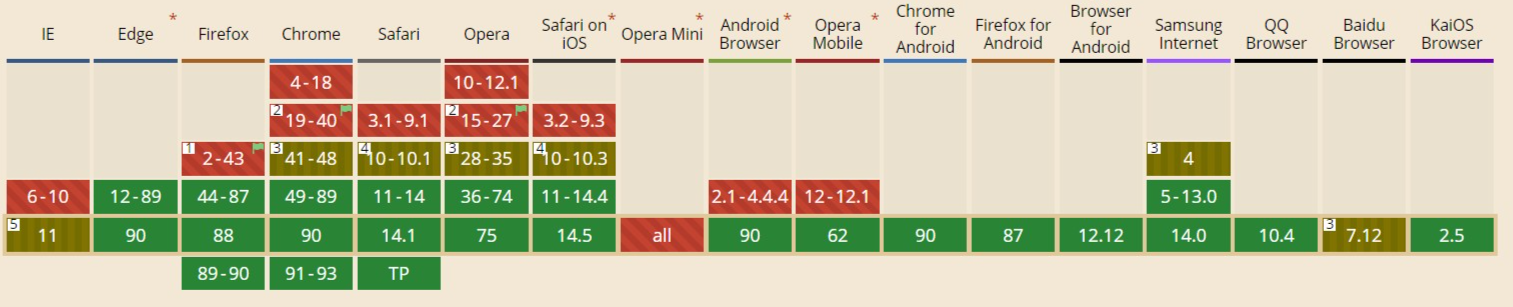 IE
Edge *
Firefox
Chrome
Safari
Opera
Safari on *
iOS
Opera Mini *
Android *
Browser
Opera *
Mobile
Chrome
for
Android
Firefox for
Android
Browser
for
Android
Samsung
Internet
QQ
Browser
Baidu
Browser
KaiOS
Browser
4-18 10-12.1
2 19-40 3.1-9.1 2 15-27 3.2-9.3
1 2-43 3 41-48 4 10-10.1 3 28-35 4 10-10.3 3 4
6-10 12-89 44-87 49-89 11-14 36-74 11-14.4 2.1-4.4.4 12-12.1 5-13.0
5 11 90 88 90 14.1 75 14.5 all 90 62 90 87 12.12 14.0 10.4 3 7.12 2.5
89-90 91-93 TP